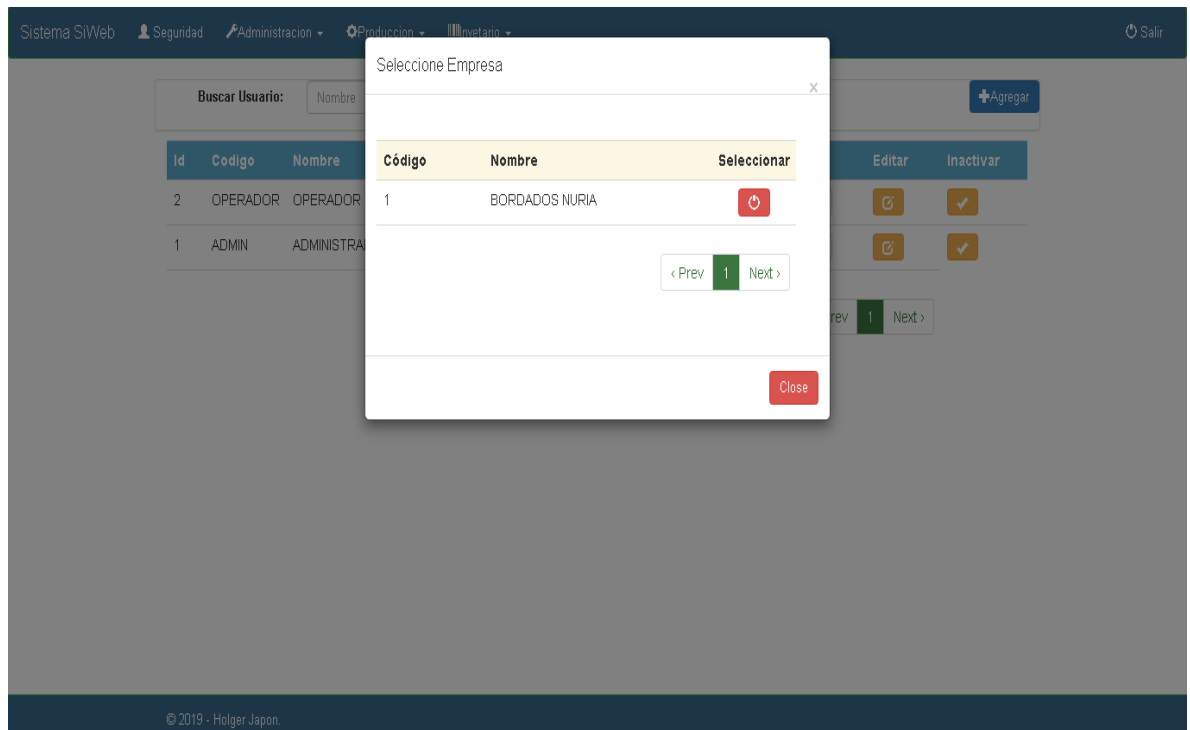 Sistema SiWeb Seguridad Administracion Produccion Invetario Salir
Seleccione Empresa
x
Buscar Usuario: Nombre Agregar
Id Codigo Nombre Editar Inactivar
2 OPERADOR OPERADOR
1 ADMIN ADMINISTRA
Código Nombre Seleccionar
1 BORDADOS NURIA
‹ Prev 1 Next ›
rev 1 Next ›
Close
© 2019 - Holger Japon.